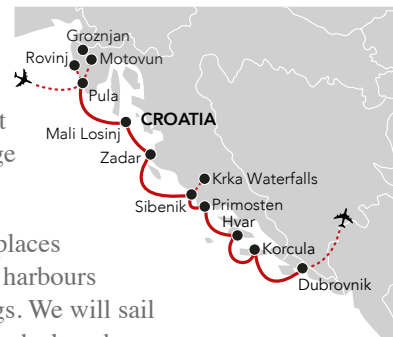 Groznjan
Rovinj
Motovun
Pula
Mali Losinj
CROATIA
Zadar
Krka Waterfalls
Sibenik
Primosten
Hvar
Korcula
Dubrovnik
places
harbours
We will sail